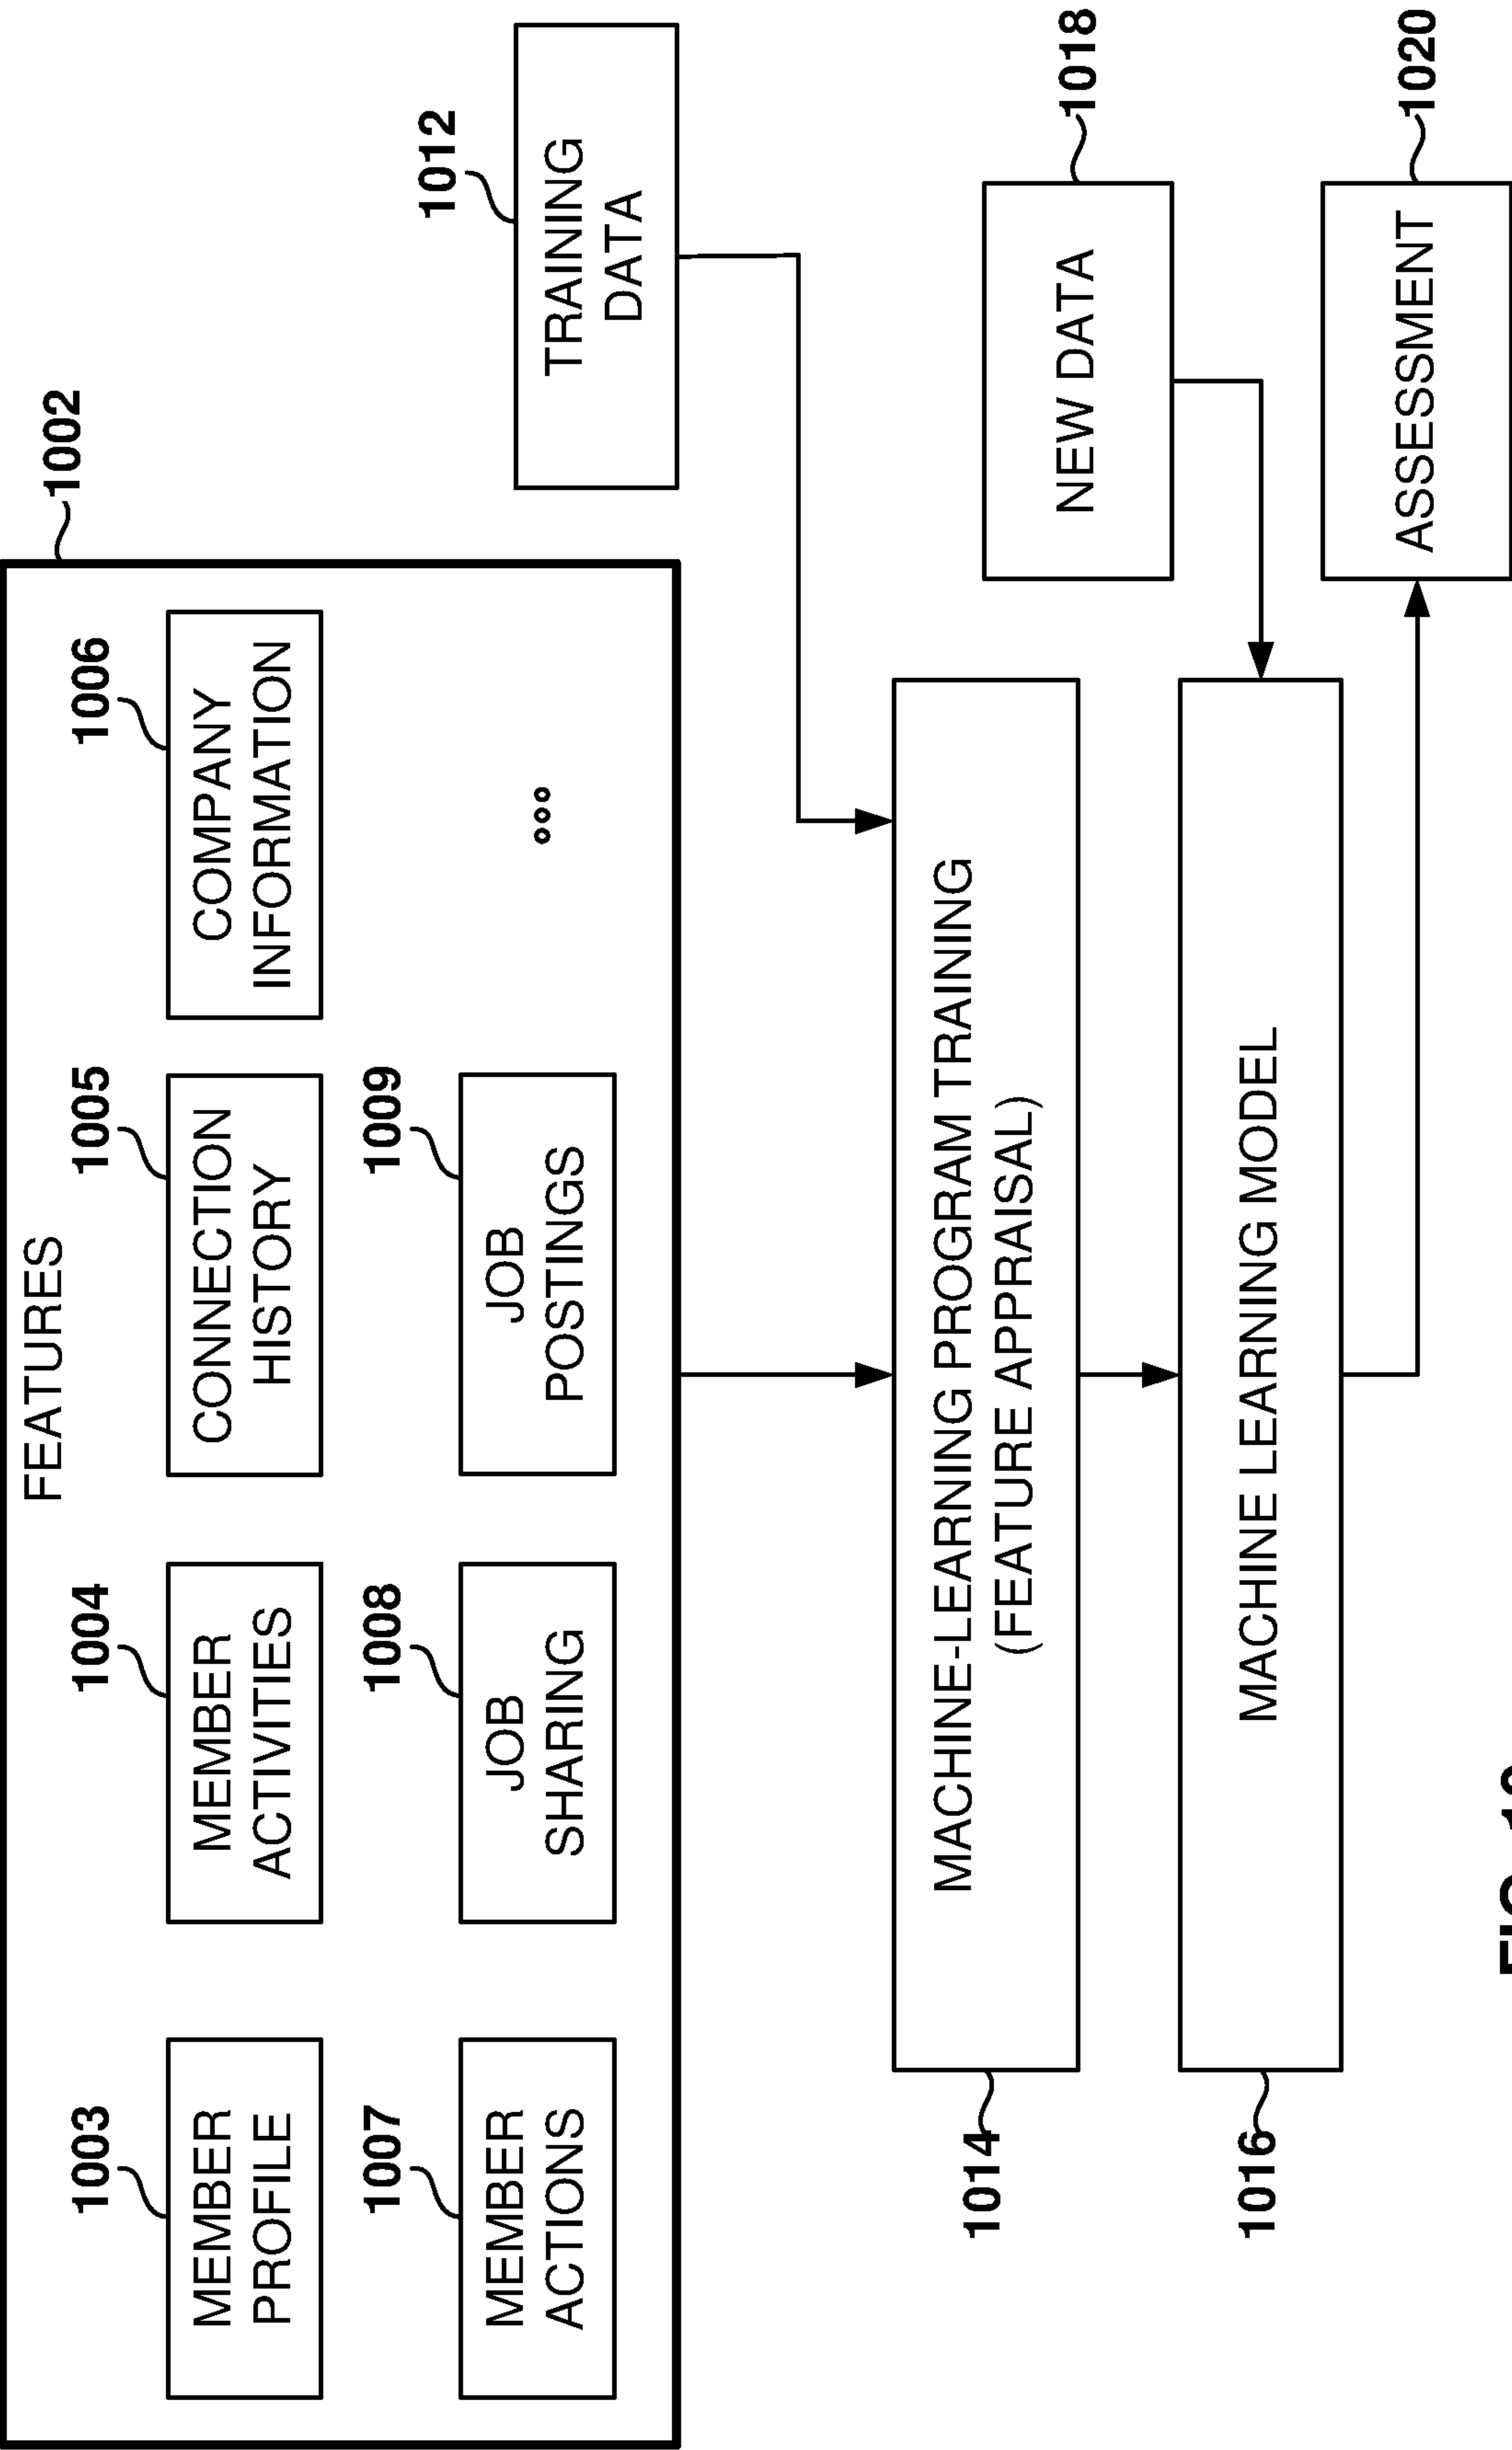 1002
FEATURES
1003
1004
1005
1006
MEMBER
PROFILE
MEMBER
ACTIVITIES
CONNECTION
HISTORY
COMPANY
INFORMATION
1007
1008
1009
MEMBER
ACTIONS
JOB
SHARING
JOB
POSTINGS
1012
TRAINING
DATA
1014
MACHINE-LEARNING PROGRAM TRAINING
(FEATURE APPRAISAL)
1018
NEW DATA
1016
MACHINE LEARNING MODEL
1020
ASSESSMENT